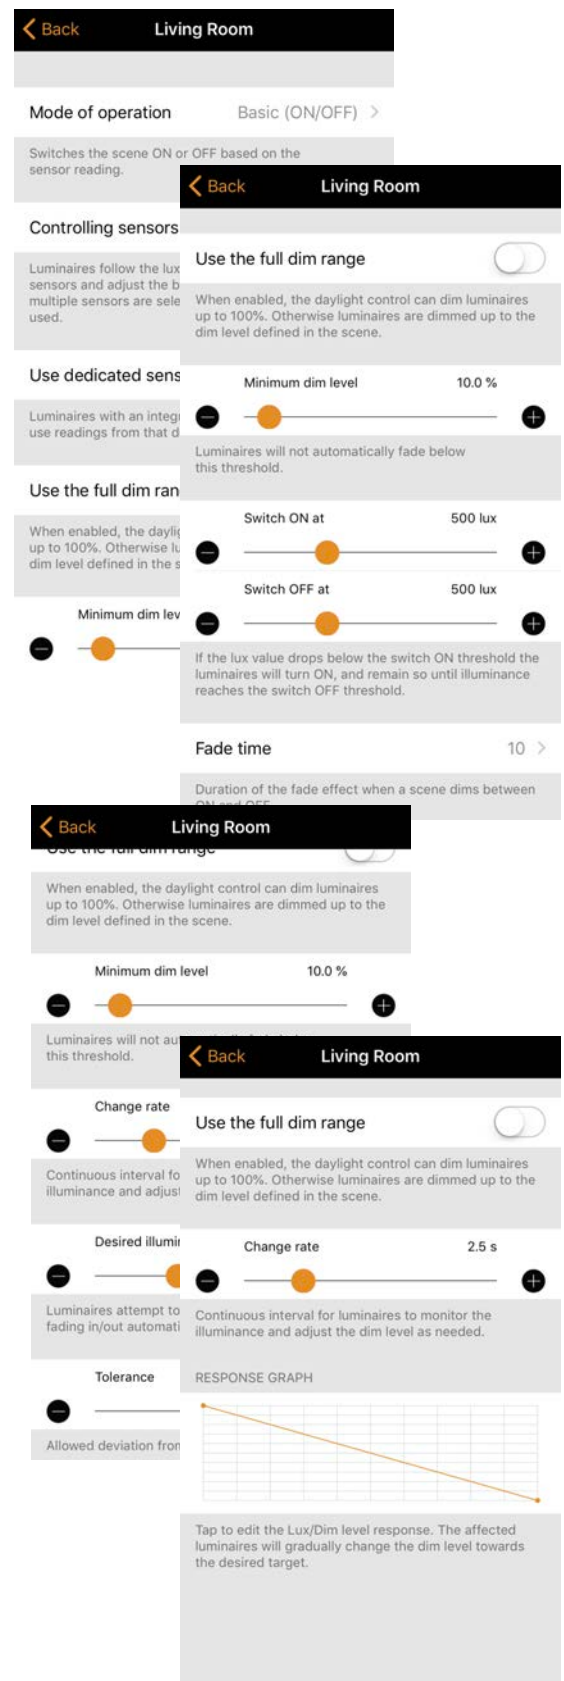 Back Living Room
Mode of operation Basic (ON/OFF)
Switches the scene ON or OFF based on the
sensor reading.
Controlling sensors
Luminaires follow the lux
sensors and adjust the b
multiple sensors are sele
used.
Use dedicated sens
Luminaires with an integ
use readings from that d
Use the full dim ran
When enabled, the daylig
up to 100%. Otherwise lu
dim level defined in the s
Minimum dim lev
Back Living Room
Use the full dim range
When enabled, the daylight control can dim luminaires
up to 100%. Otherwise luminaires are dimmed up to the
dim level defined in the scene.
Minimum dim level 10.0 %
Luminaires will not automatically fade below
this threshold.
Switch ON at 500 lux
Switch OFF at 500 lux
If the lux value drops below the switch ON threshold the
luminaires will turn ON, and remain so until illuminance
reaches the switch OFF threshold.
Fade time 10
Duration of the fade effect when a scene dims between
ON and OFF
Back Living Room
Use the full dim range
When enabled, the daylight control can dim luminaires
up to 100%. Otherwise luminaires are dimmed up to the
dim level defined in the scene.
Minimum dim level 10.0 %
Luminaires will not au
this threshold.
Change rate
Continuous interval fo
illuminance and adjust
Desired illumi
Luminaires attempt to
fading in/out automati
Tolerance
Allowed deviation from
Back Living Room
Use the full dim range
When enabled, the daylight control can dim luminaires
up to 100%. Otherwise luminaires are dimmed up to the
dim level defined in the scene.
Change rate 2.5 s
Continuous interval for luminaires to monitor the
illuminance and adjust the dim level as needed.
RESPONSE GRAPH
Tap to edit the Lux/Dim level response. The affected
luminaires will gradually change the dim level towards
the desired target.